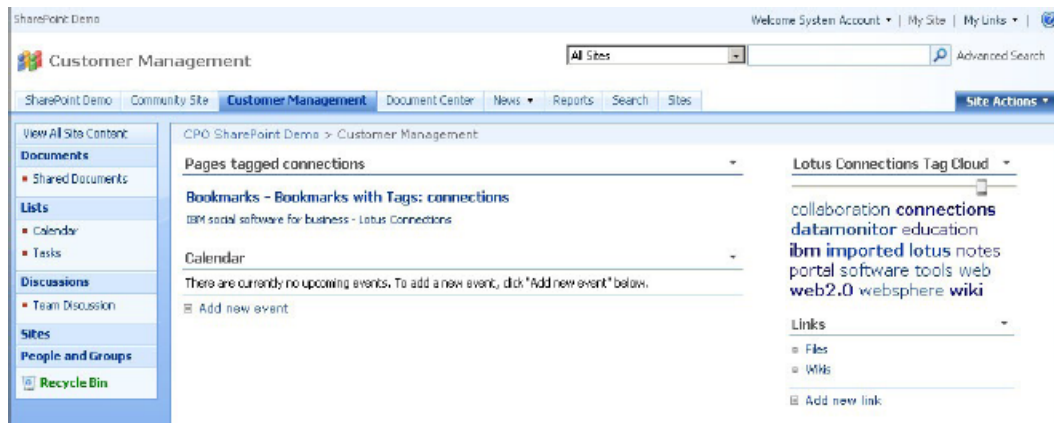 SharePoint Demo
Welcome System Account | My Site | My Links |
Customer Management
All Sites
Advanced Search
SharePoint Demo Community Site Customer Management Document Center News Reports Search Sites
Site Actions
View All Site Content
Documents
Shared Documents
Lists
Calendar
Tasks
Discussions
Team Discussion
Sites
People and Groups
Recycle Bin
CPO SharePoint Demo > Customer Management
Pages tagged connections
Bookmarks - Bookmarks with Tags: connections
IBM social software for business - Lotus Connections
Calendar
There are currently no upcoming events. To add a new event, click "Add new event" below.
Add new event
Lotus Connections Tag Cloud
collaboration connections
datamonitor education
ibm imported lotus notes
portal software tools web
web2.0 websphere wiki
Links
Files
Wikis
Add new link